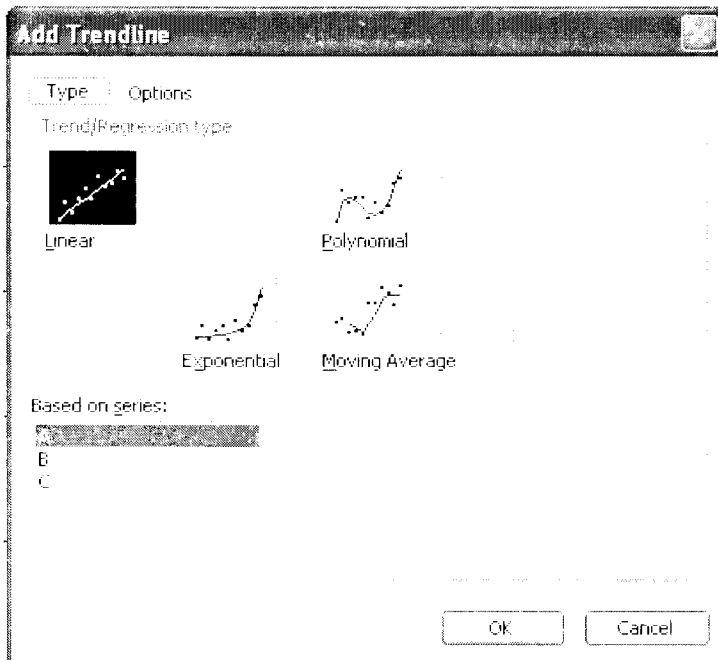 Add Trendline
Type Options
Trend/Regression type
Linear Polynomial
Exponential Moving Average
Based on series:
A
B
C
OK Cancel